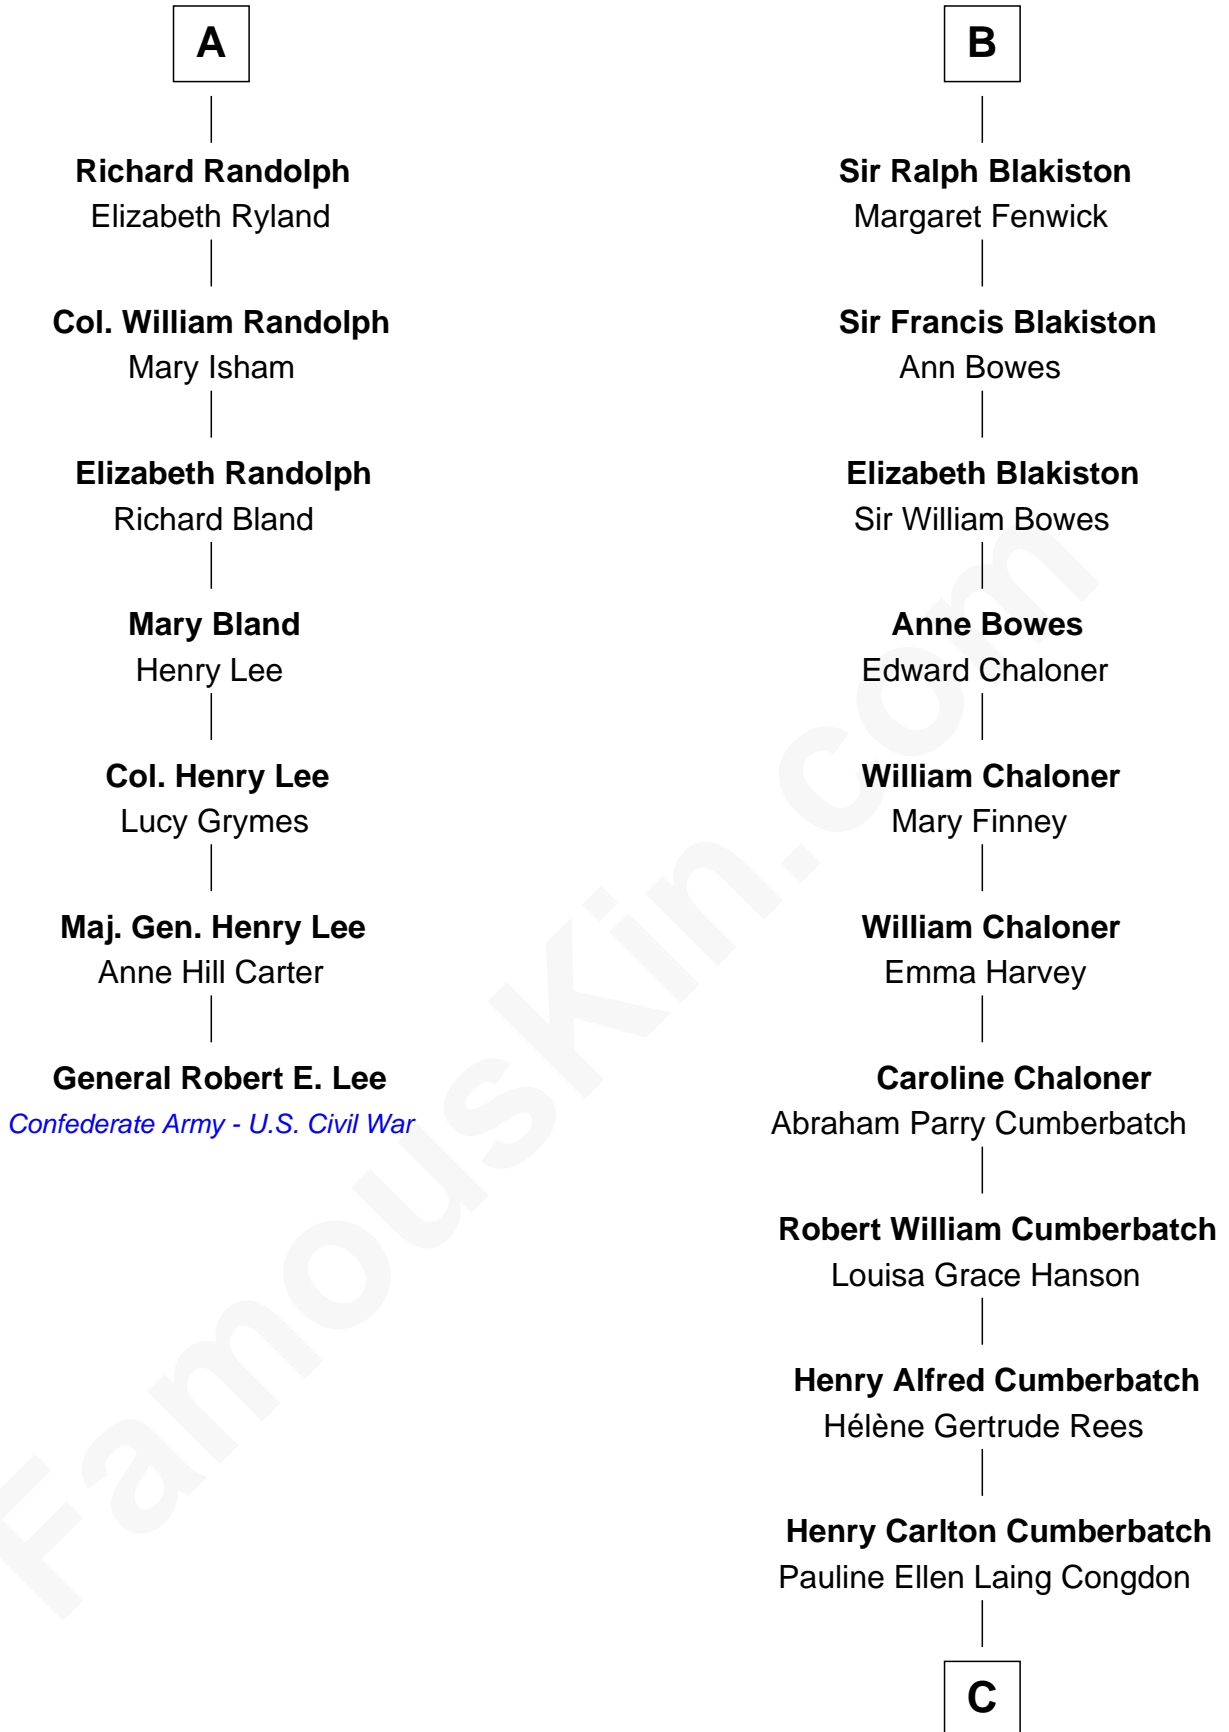 A
Richard Randolph
Elizabeth Ryland
Col. William Randolph
Mary Isham
Elizabeth Randolph
Richard Bland
Mary Bland
Henry Lee
Col. Henry Lee
Lucy Grymes
Maj. Gen. Henry Lee
Anne Hill Carter
General Robert E. Lee
Confederate Army - U.S. Civil War
B
Sir Ralph Blakiston
Margaret Fenwick
Sir Francis Blakiston
Ann Bowes
Elizabeth Blakiston
Sir William Bowes
Anne Bowes
Edward Chaloner
William Chaloner
Mary Finney
William Chaloner
Emma Harvey
Caroline Chaloner
Abraham Parry Cumberbatch
Robert William Cumberbatch
Louisa Grace Hanson
Henry Alfred Cumberbatch
Hélène Gertrude Rees
Henry Carlton Cumberbatch
Pauline Ellen Laing Congdon
C
FamousKin.com